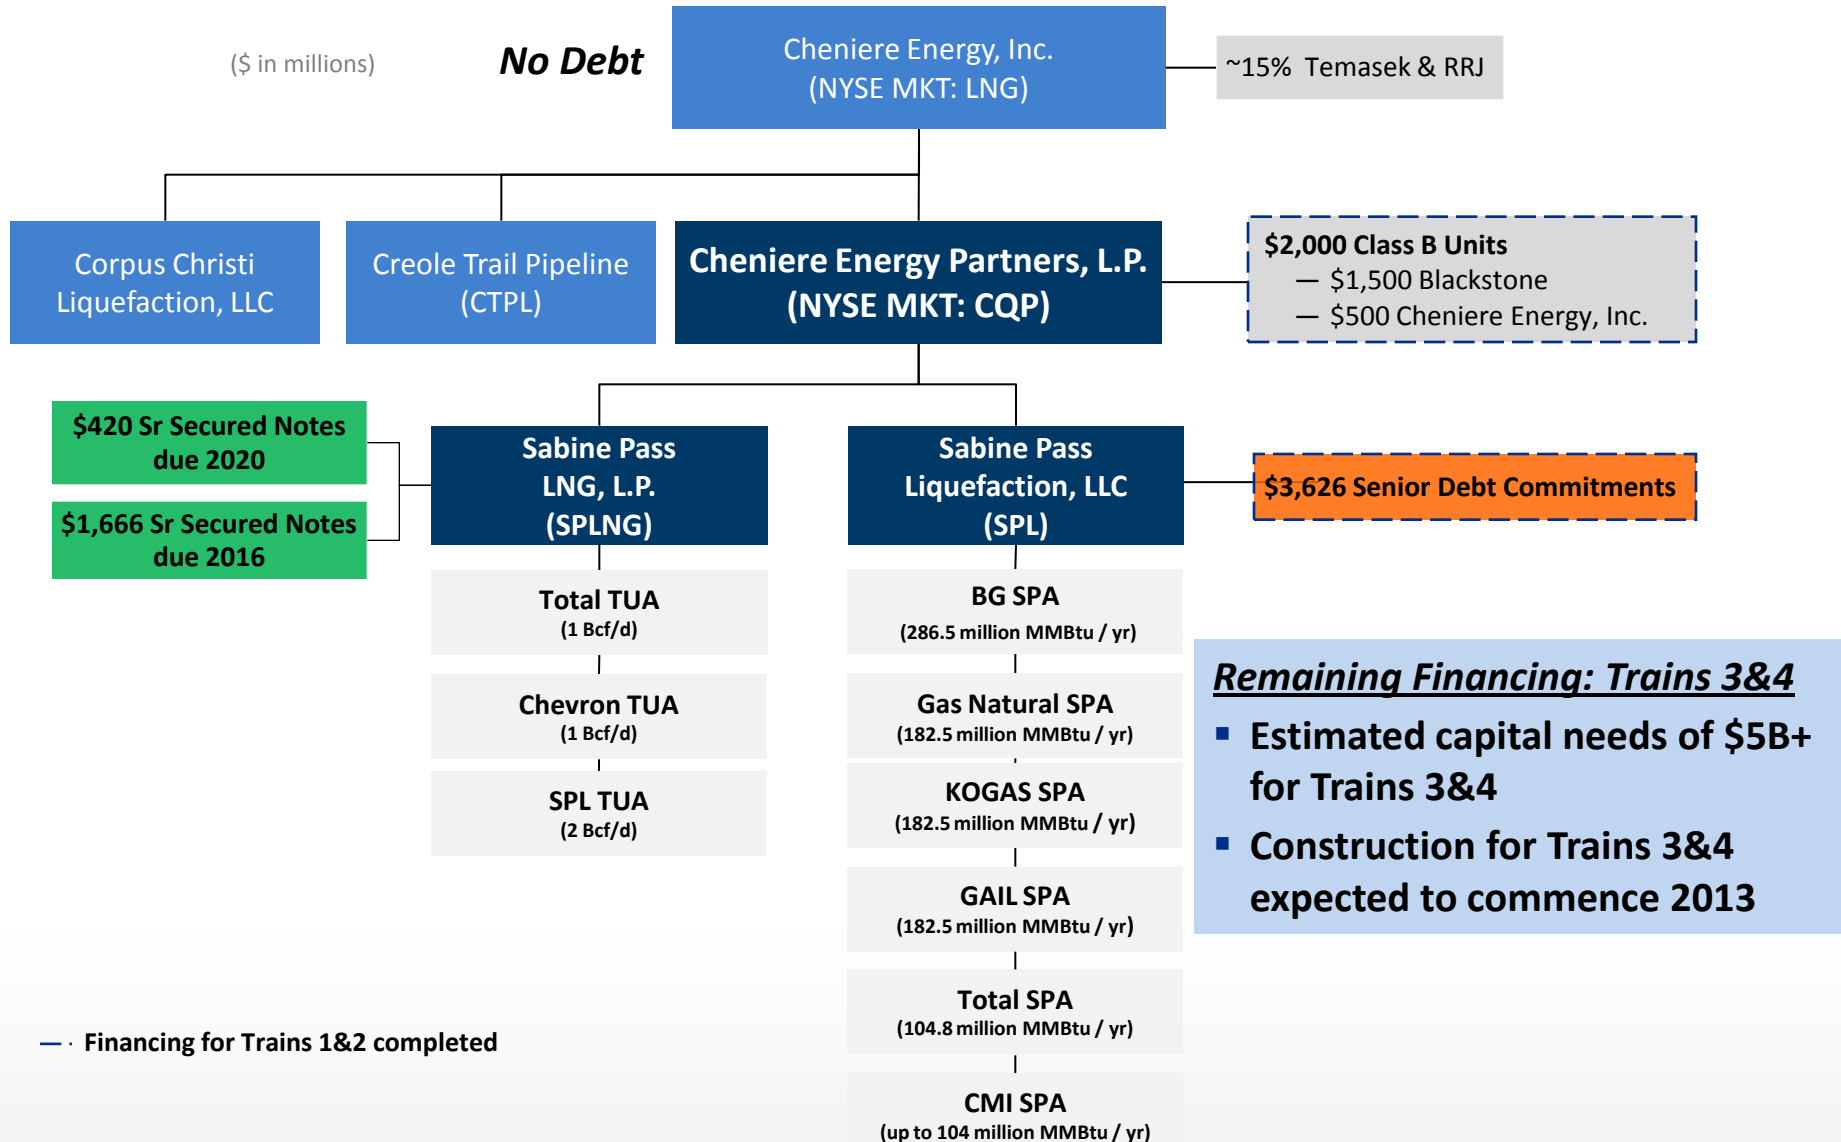 ($ in millions)
No Debt
Cheniere Energy, Inc.
(NYSE MKT: LNG)
~15% Temasek & RRJ
Corpus Christi
Liquefaction, LLC
Creole Trail Pipeline
(CTPL)
Cheniere Energy Partners, L.P.
(NYSE MKT: CQP)
$2,000 Class B Units
— $1,500 Blackstone
— $500 Cheniere Energy, Inc.
$420 Sr Secured Notes
due 2020
$1,666 Sr Secured Notes
due 2016
Sabine Pass
LNG, L.P.
(SPLNG)
Sabine Pass
Liquefaction, LLC
(SPL)
$3,626 Senior Debt Commitments
Total TUA
(1 Bcf/d)
Chevron TUA
(1 Bcf/d)
SPL TUA
(2 Bcf/d)
BG SPA
(286.5 million MMBtu / yr)
Gas Natural SPA
(182.5 million MMBtu / yr)
KOGAS SPA
(182.5 million MMBtu / yr)
GAIL SPA
(182.5 million MMBtu / yr)
Total SPA
(104.8 million MMBtu / yr)
CMI SPA
(up to 104 million MMBtu / yr)
Remaining Financing: Trains 3&4
▪ Estimated capital needs of $5B+
for Trains 3&4
▪ Construction for Trains 3&4
expected to commence 2013
Financing for Trains 1&2 completed